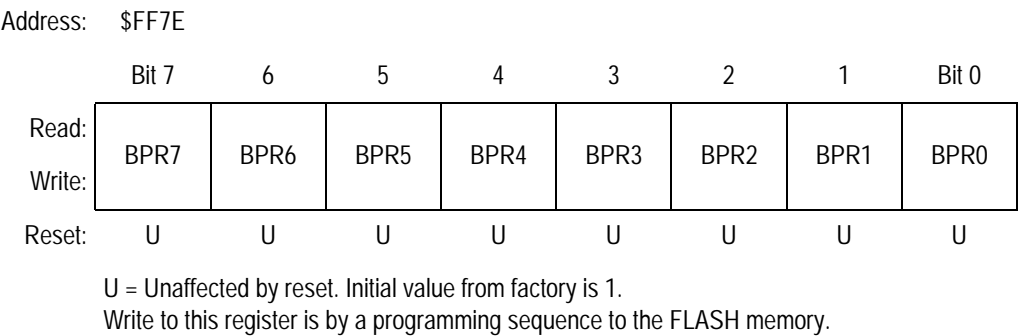 Address: $FF7E
Bit 7 6 5 4 3 2 1 Bit 0
Read:
BPR7 BPR6 BPR5 BPR4 BPR3 BPR2 BPR1 BPR0
Write:
Reset: U U U U U U U U
U = Unaffected by reset. Initial value from factory is 1.
Write to this register is by a programming sequence to the FLASH memory.